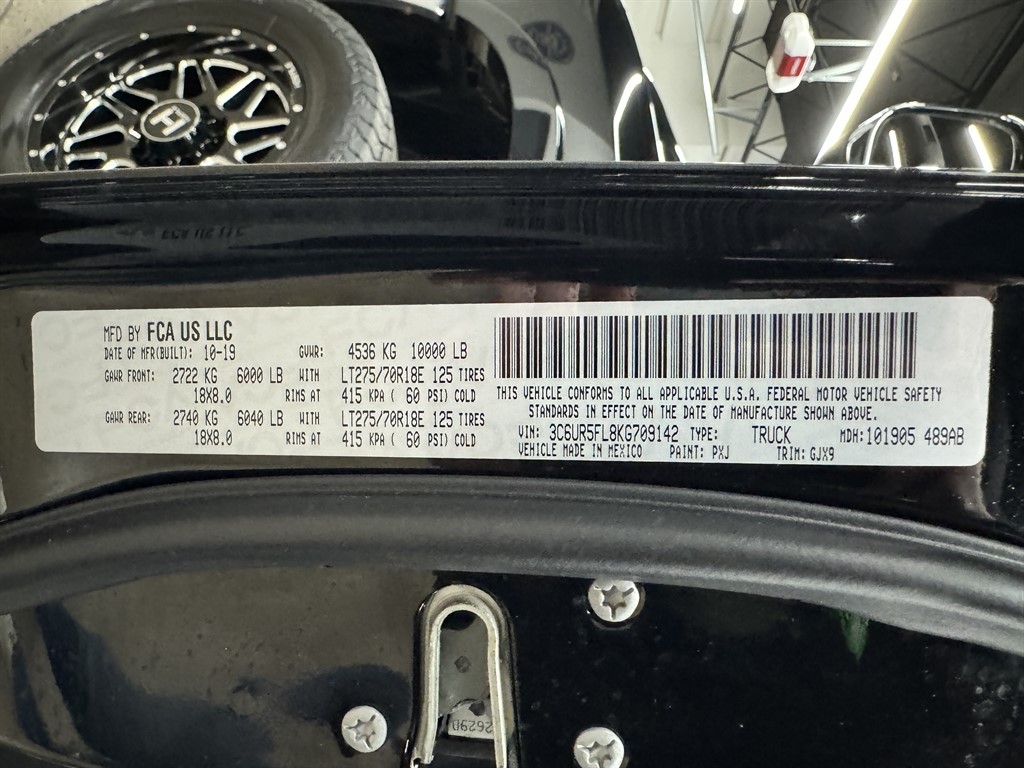 MFD BY FCA US LLC
DATE OF MFR(BUILT): 10-19 GVWR: 4536 KG 10000 LB
GAWR FRONT: 2722 KG 6000 LB WITH LT275/70R18E 125 TIRES
18X8.0 RIMS AT 415 KPA ( 60 PSI) COLD
GAWR REAR: 2740 KG 6040 LB WITH LT275/70R18E 125 TIRES
18X8.0 RIMS AT 415 KPA ( 60 PSI) COLD
THIS VEHICLE CONFORMS TO ALL APPLICABLE U.S.A. FEDERAL MOTOR VEHICLE SAFETY
STANDARDS IN EFFECT ON THE DATE OF MANUFACTURE SHOWN ABOVE.
VIN: 3C6UR5FL8KG709142 TYPE: TRUCK MDH: 101905 489AB
VEHICLE MADE IN MEXICO PAINT: PXJ TRIM: GJX9
H